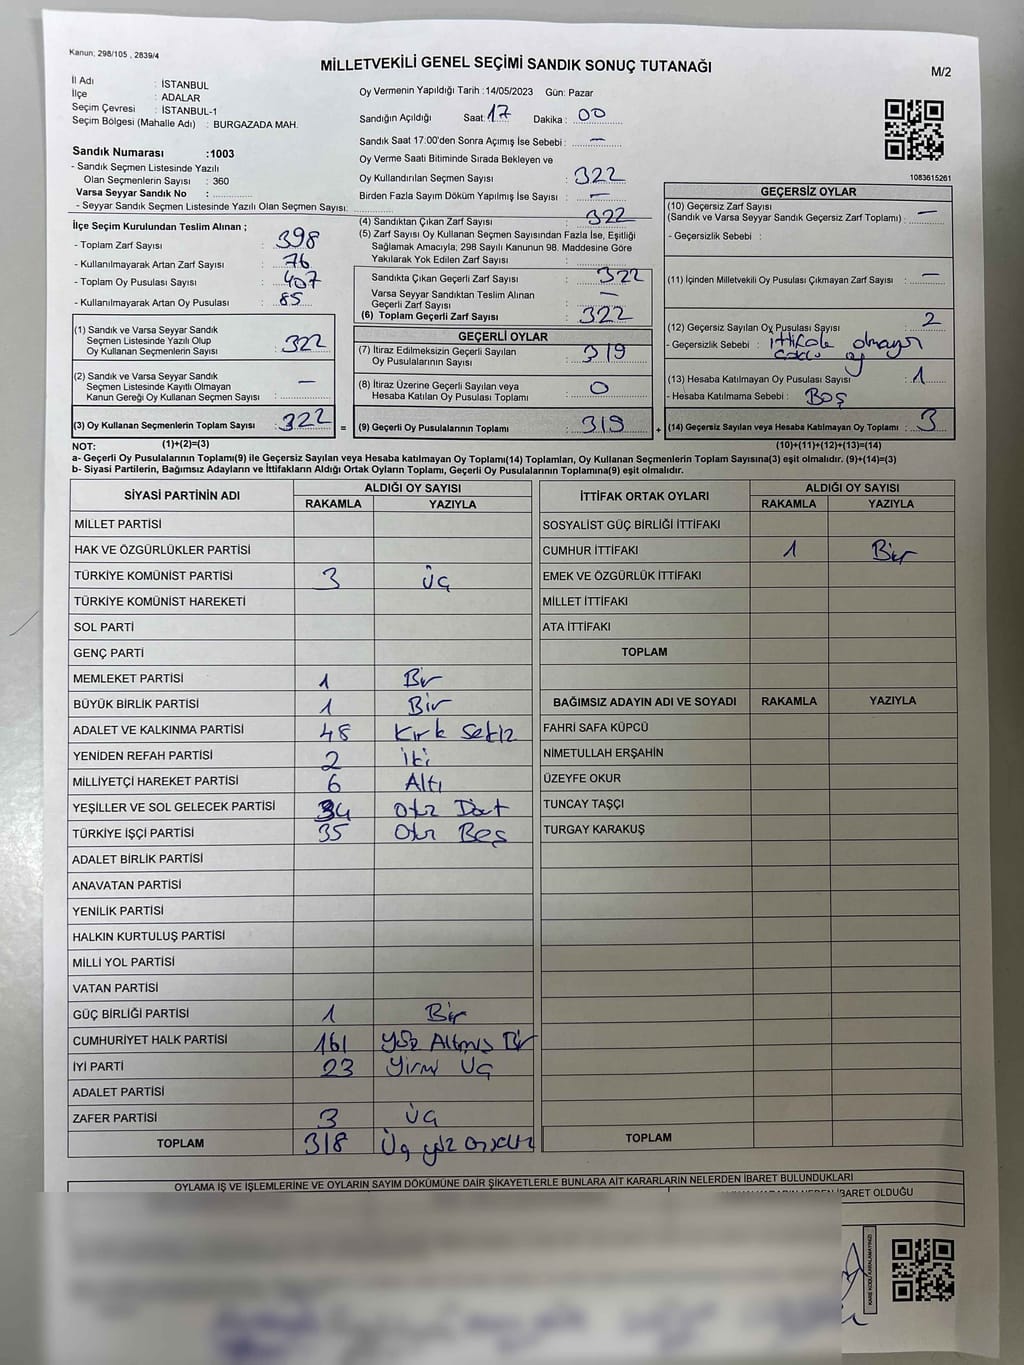 Kanun; 298/105 , 2839/4
MİLLETVEKİLİ GENEL SEÇİMİ SANDIK SONUÇ TUTANAĞI
M/2
İl Adı : İSTANBUL
İlçe : ADALAR
Seçim Çevresi : İSTANBUL-1
Seçim Bölgesi (Mahalle Adı) : BURGAZADA MAH.
Oy Vermenin Yapıldığı Tarih :14/05/2023 Gün: Pazar
Sandığın Açıldığı Saat: 17 Dakika : 00
Sandık Saat 17:00'den Sonra Açımış İse Sebebi : —
Oy Verme Saati Bitiminde Sırada Bekleyen ve
Oy Kullandırılan Seçmen Sayısı : 322
Birden Fazla Sayım Döküm Yapılmış İse Sayısı : —
Sandık Numarası :1003
- Sandık Seçmen Listesinde Yazılı
Olan Seçmenlerin Sayısı : 360
Varsa Seyyar Sandık No :
- Seyyar Sandık Seçmen Listesinde Yazılı Olan Seçmen Sayısı:
1083615261
İlçe Seçim Kurulundan Teslim Alınan ;
- Toplam Zarf Sayısı : 398
- Kullanılmayarak Artan Zarf Sayısı : 76
- Toplam Oy Pusulası Sayısı : 407
- Kullanılmayarak Artan Oy Pusulası : 85
(1) Sandık ve Varsa Seyyar Sandık
Seçmen Listesinde Yazılı Olup
Oy Kullanan Seçmenlerin Sayısı : 322
(2) Sandık ve Varsa Seyyar Sandık
Seçmen Listesinde Kayıtlı Olmayan
Kanun Gereği Oy Kullanan Seçmen Sayısı : —
(3) Oy Kullanan Seçmenlerin Toplam Sayısı : 322 =
(1)+(2)=(3)
(4) Sandıktan Çıkan Zarf Sayısı : 322
(5) Zarf Sayısı Oy Kullanan Seçmen Sayısından Fazla İse, Eşitliği
Sağlamak Amacıyla; 298 Sayılı Kanunun 98. Maddesine Göre
Yakılarak Yok Edilen Zarf Sayısı :
Sandıkta Çıkan Geçerli Zarf Sayısı : 322
Varsa Seyyar Sandıktan Teslim Alınan
Geçerli Zarf Sayısı : —
(6) Toplam Geçerli Zarf Sayısı : 322
GEÇERLİ OYLAR
(7) İtiraz Edilmeksizin Geçerli Sayılan
Oy Pusulalarının Sayısı : 319
(8) İtiraz Üzerine Geçerli Sayılan veya
Hesaba Katılan Oy Pusulası Toplamı : 0
(9) Geçerli Oy Pusulalarının Toplamı : 319 +
GEÇERSİZ OYLAR
(10) Geçersiz Zarf Sayısı
(Sandık ve Varsa Seyyar Sandık Geçersiz Zarf Toplamı) : —
- Geçersizlik Sebebi :
(11) İçinden Milletvekili Oy Pusulası Çıkmayan Zarf Sayısı : —
(12) Geçersiz Sayılan Oy Pusulası Sayısı : 2
- Geçersizlik Sebebi : ittifakla olmayan
oy
(13) Hesaba Katılmayan Oy Pusulası Sayısı : 1
- Hesaba Katılmama Sebebi : Boş
(14) Geçersiz Sayılan veya Hesaba Katılmayan Oy Toplamı : 3
(10)+(11)+(12)+(13)=(14)
NOT:
a- Geçerli Oy Pusulalarının Toplamı(9) ile Geçersiz Sayılan veya Hesaba katılmayan Oy Toplamı(14) Toplamları, Oy Kullanan Seçmenlerin Toplam Sayısına(3) eşit olmalıdır. (9)+(14)=(3)
b- Siyasi Partilerin, Bağımsız Adayların ve İttifakların Aldığı Ortak Oyların Toplamı, Geçerli Oy Pusulalarının Toplamına(9) eşit olmalıdır.
SİYASİ PARTİNİN ADI ALDIĞI OY SAYISI
RAKAMLA YAZIYLA
MİLLET PARTİSİ
HAK VE ÖZGÜRLÜKLER PARTİSİ
TÜRKİYE KOMÜNİST PARTİSİ 3 üç
TÜRKİYE KOMÜNİST HAREKETİ
SOL PARTİ
GENÇ PARTİ
MEMLEKET PARTİSİ 1 Bir
BÜYÜK BİRLİK PARTİSİ 1 Bir
ADALET VE KALKINMA PARTİSİ 48 Kırk Sekiz
YENİDEN REFAH PARTİSİ 2 iki
MİLLİYETÇİ HAREKET PARTİSİ 6 Altı
YEŞİLLER VE SOL GELECEK PARTİSİ 34 Otuz Dört
TÜRKİYE İŞÇİ PARTİSİ 35 Otuz Beş
ADALET BİRLİK PARTİSİ
ANAVATAN PARTİSİ
YENİLİK PARTİSİ
HALKIN KURTULUŞ PARTİSİ
MİLLİ YOL PARTİSİ
VATAN PARTİSİ
GÜÇ BİRLİĞİ PARTİSİ 1 Bir
CUMHURİYET HALK PARTİSİ 161 Yüz Altmış Bir
İYİ PARTİ 23 Yirmi üç
ADALET PARTİSİ
ZAFER PARTİSİ 3 üç
TOPLAM 318 üç yüz onsekiz
İTTİFAK ORTAK OYLARI ALDIĞI OY SAYISI
RAKAMLA YAZIYLA
SOSYALİST GÜÇ BİRLİĞİ İTTİFAKI
CUMHUR İTTİFAKI 1 Bir
EMEK VE ÖZGÜRLÜK İTTİFAKI
MİLLET İTTİFAKI
ATA İTTİFAKI
TOPLAM
BAĞIMSIZ ADAYIN ADI VE SOYADI RAKAMLA YAZIYLA
FAHRİ SAFA KÜPCÜ
NİMETULLAH ERŞAHİN
ÜZEYFE OKUR
TUNCAY TAŞÇI
TURGAY KARAKUŞ
TOPLAM
OYLAMA İŞ VE İŞLEMLERİNE VE OYLARIN SAYIM DÖKÜMÜNE DAİR ŞİKAYETLERLE BUNLARA AİT KARARLARIN NELERDEN İBARET BULUNDUKLARI
İBARET OLDUĞU
KARE KODU KARALAMAYINIZ!